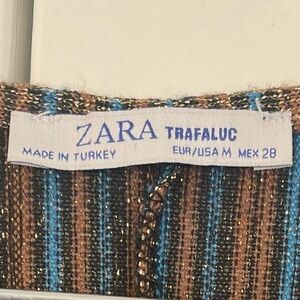 ZARA TRAFALUC
MADE IN TURKEY EUR/USA M MEX 28